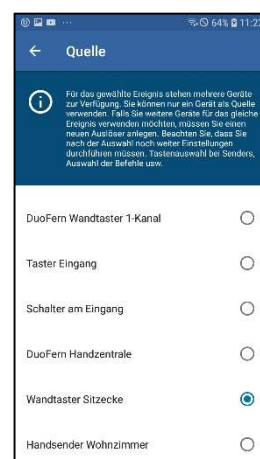 64% 11:22
Quelle
Für das gewählte Ereignis stehen mehrere Geräte
zur Verfügung. Sie können nur ein Gerät als Quelle
verwenden. Falls Sie weitere Geräte für das gleiche
Ereignis verwenden möchten, müssen Sie einen
neuen Auslöser anlegen. Beachten Sie, dass Sie
nach der Auswahl noch weiter Einstellungen
durchführen müssen. Tastenauswahl bei Senders,
Auswahl der Befehle usw.
DuoFern Wandtaster 1-Kanal
Taster Eingang
Schalter am Eingang
DuoFern Handzentrale
Wandtaster Sitzecke
Handsender Wohnzimmer